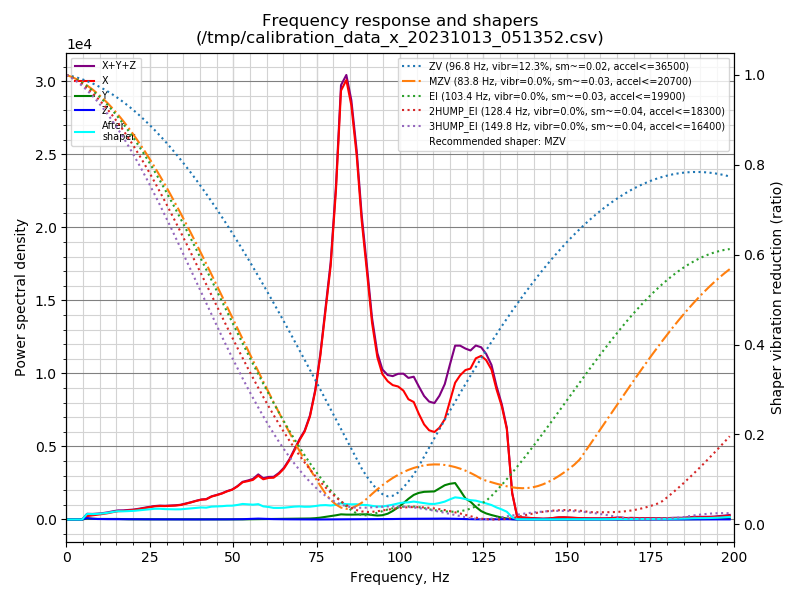 Frequency response and shapers
(/tmp/calibration_data_x_20231013_051352.csv)
1e4
X+Y+Z
X
Y
Z
After
shaper
ZV (96.8 Hz, vibr=12.3%, sm~=0.02, accel<=36500)
MZV (83.8 Hz, vibr=0.0%, sm~=0.03, accel<=20700)
EI (103.4 Hz, vibr=0.0%, sm~=0.03, accel<=19900)
2HUMP_EI (128.4 Hz, vibr=0.0%, sm~=0.04, accel<=18300)
3HUMP_EI (149.8 Hz, vibr=0.0%, sm~=0.04, accel<=16400)
Recommended shaper: MZV
Power spectral density
3.0
2.5
2.0
1.5
1.0
0.5
0.0
1.0
0.8
0.6
0.4
0.2
0.0
Shaper vibration reduction (ratio)
0 25 50 75 100 125 150 175 200
Frequency, Hz